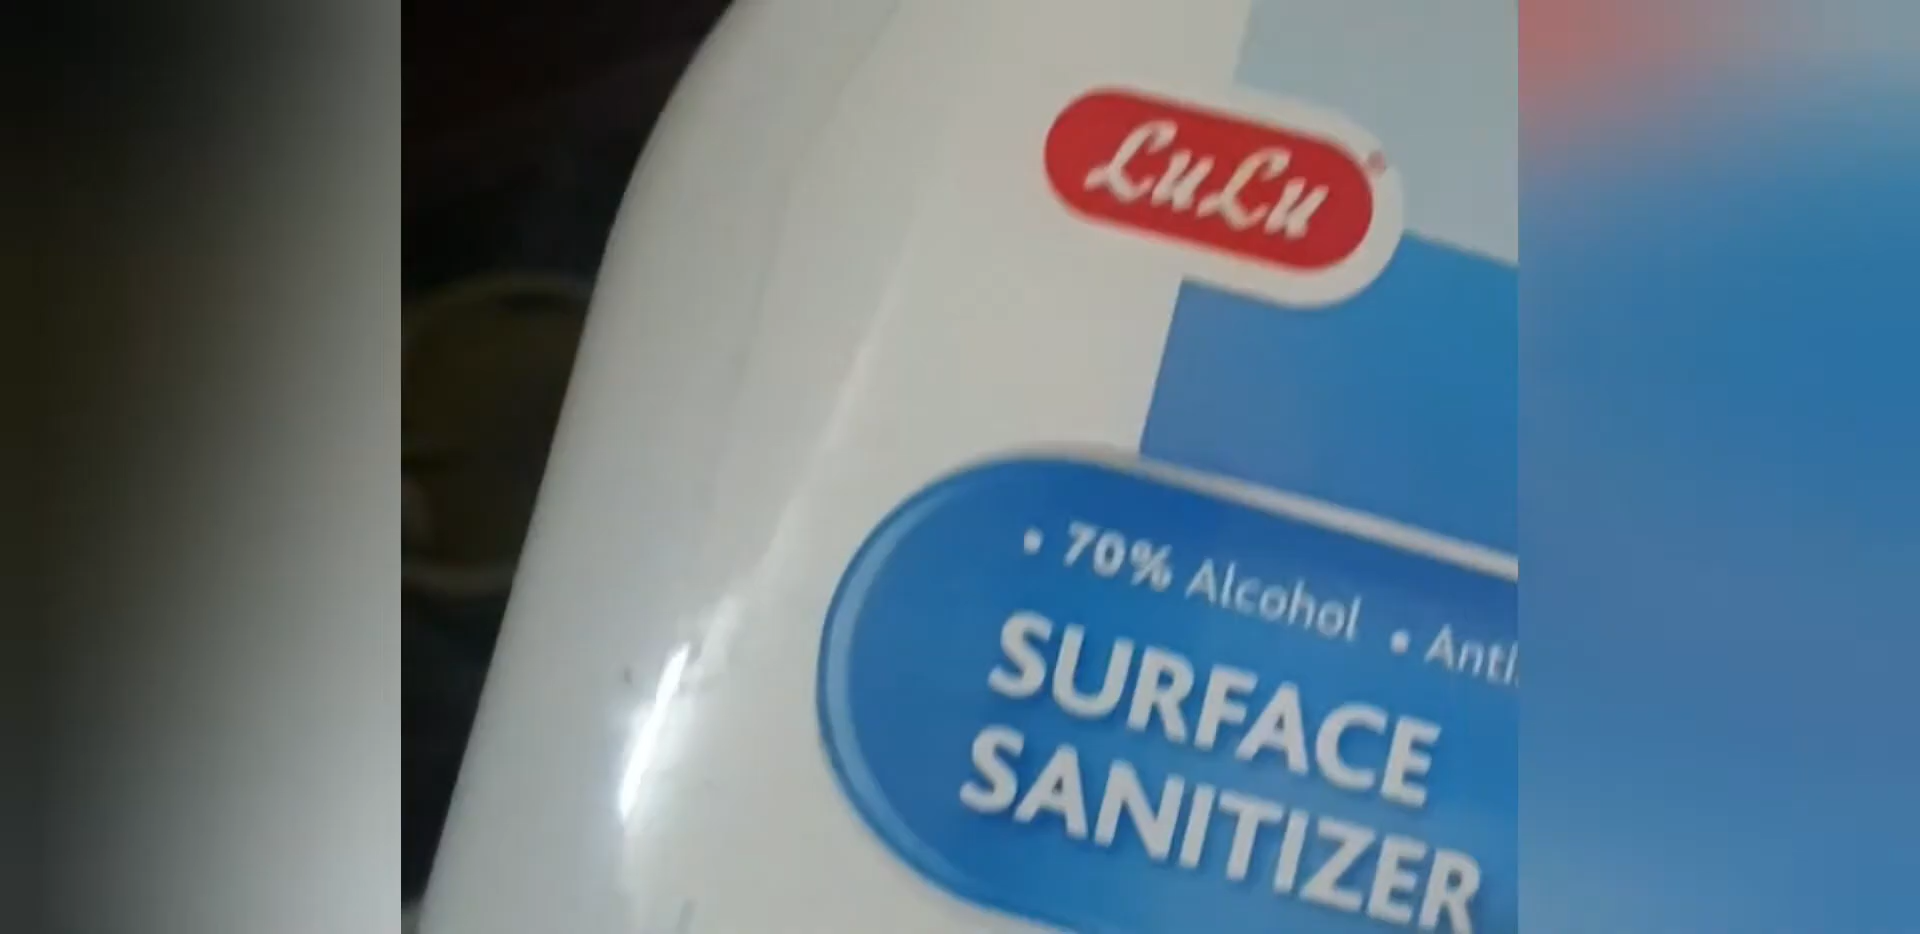 LuLu
• 70% Alcohol •
SURFACE
SANITIZER